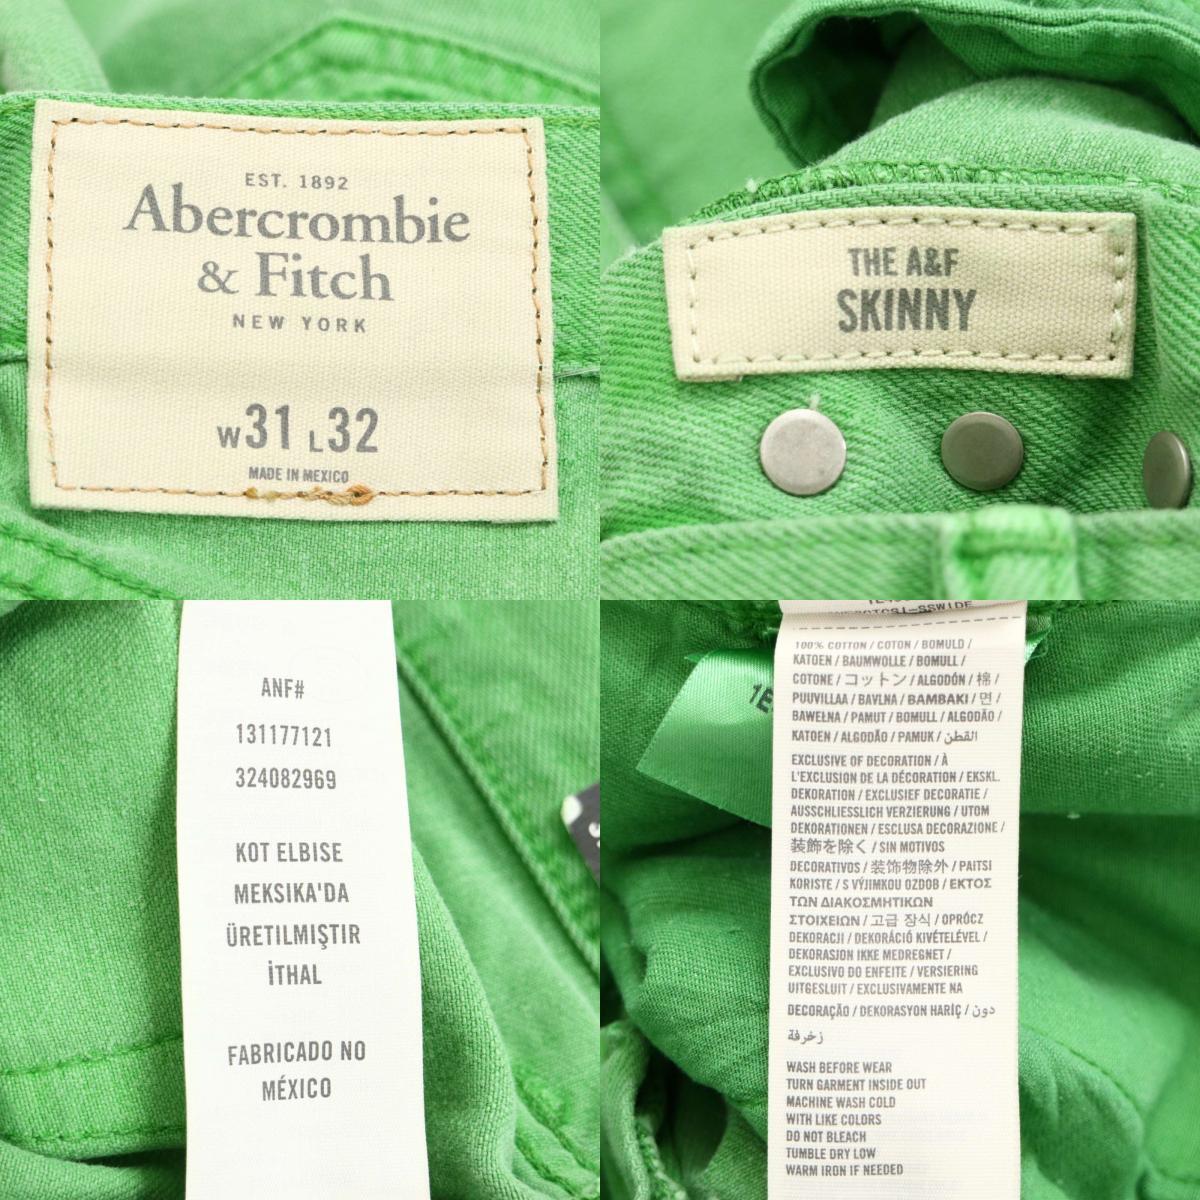 EST. 1892
Abercrombie
& Fitch
NEW YORK
W31 L32
MADE IN MEXICO
THE A&F
SKINNY
ANF#
131177121
324082969
KOT ELBISE
MEKSIKA'DA
ÜRETILMIŞTIR
İTHAL
FABRICADO NO
MÉXICO
1E
100% COTTON / COTON / BOMULD /
KATOEN / BAUMWOLLE / BOMULL /
COTONE / コットン / ALGODÓN / 棉 /
PUUVILLAA / BAVLNA / BAMBAKI / 면 /
BAWEŁNA / PAMUT / BOMULL / ALGODÃO /
KATOEN / ALGODÃO / PAMUK / القطن
EXCLUSIVE OF DECORATION / À
L'EXCLUSION DE LA DÉCORATION / EKSKL.
DEKORATION / EXCLUSIEF DECORATIE /
AUSSCHLIESSLICH VERZIERUNG / UTOM
DEKORATIONEN / ESCLUSA DECORAZIONE /
装飾を除く / SIN MOTIVOS
DECORATIVOS / 装饰物除外 / PAITSI
KORISTE / S VÝJIMKOU OZDOB / ΕΚΤΟΣ
ΤΩΝ ΔΙΑΚΟΣΜΗΤΙΚΩΝ
ΣΤΟΙΧΕΙΩΝ / 고급 장식 / OPRÓCZ
DEKORACJI / DEKORÁCIÓ KIVÉTELÉVEL /
DEKORASJON IKKE MEDREGNET /
EXCLUSIVO DO ENFEITE / VERSIERING
UITGESLUIT / EXCLUSIVAMENTE NA
DECORAÇÃO / DEKORASYON HARİÇ / دون
زخرفة
WASH BEFORE WEAR
TURN GARMENT INSIDE OUT
MACHINE WASH COLD
WITH LIKE COLORS
DO NOT BLEACH
TUMBLE DRY LOW
WARM IRON IF NEEDED